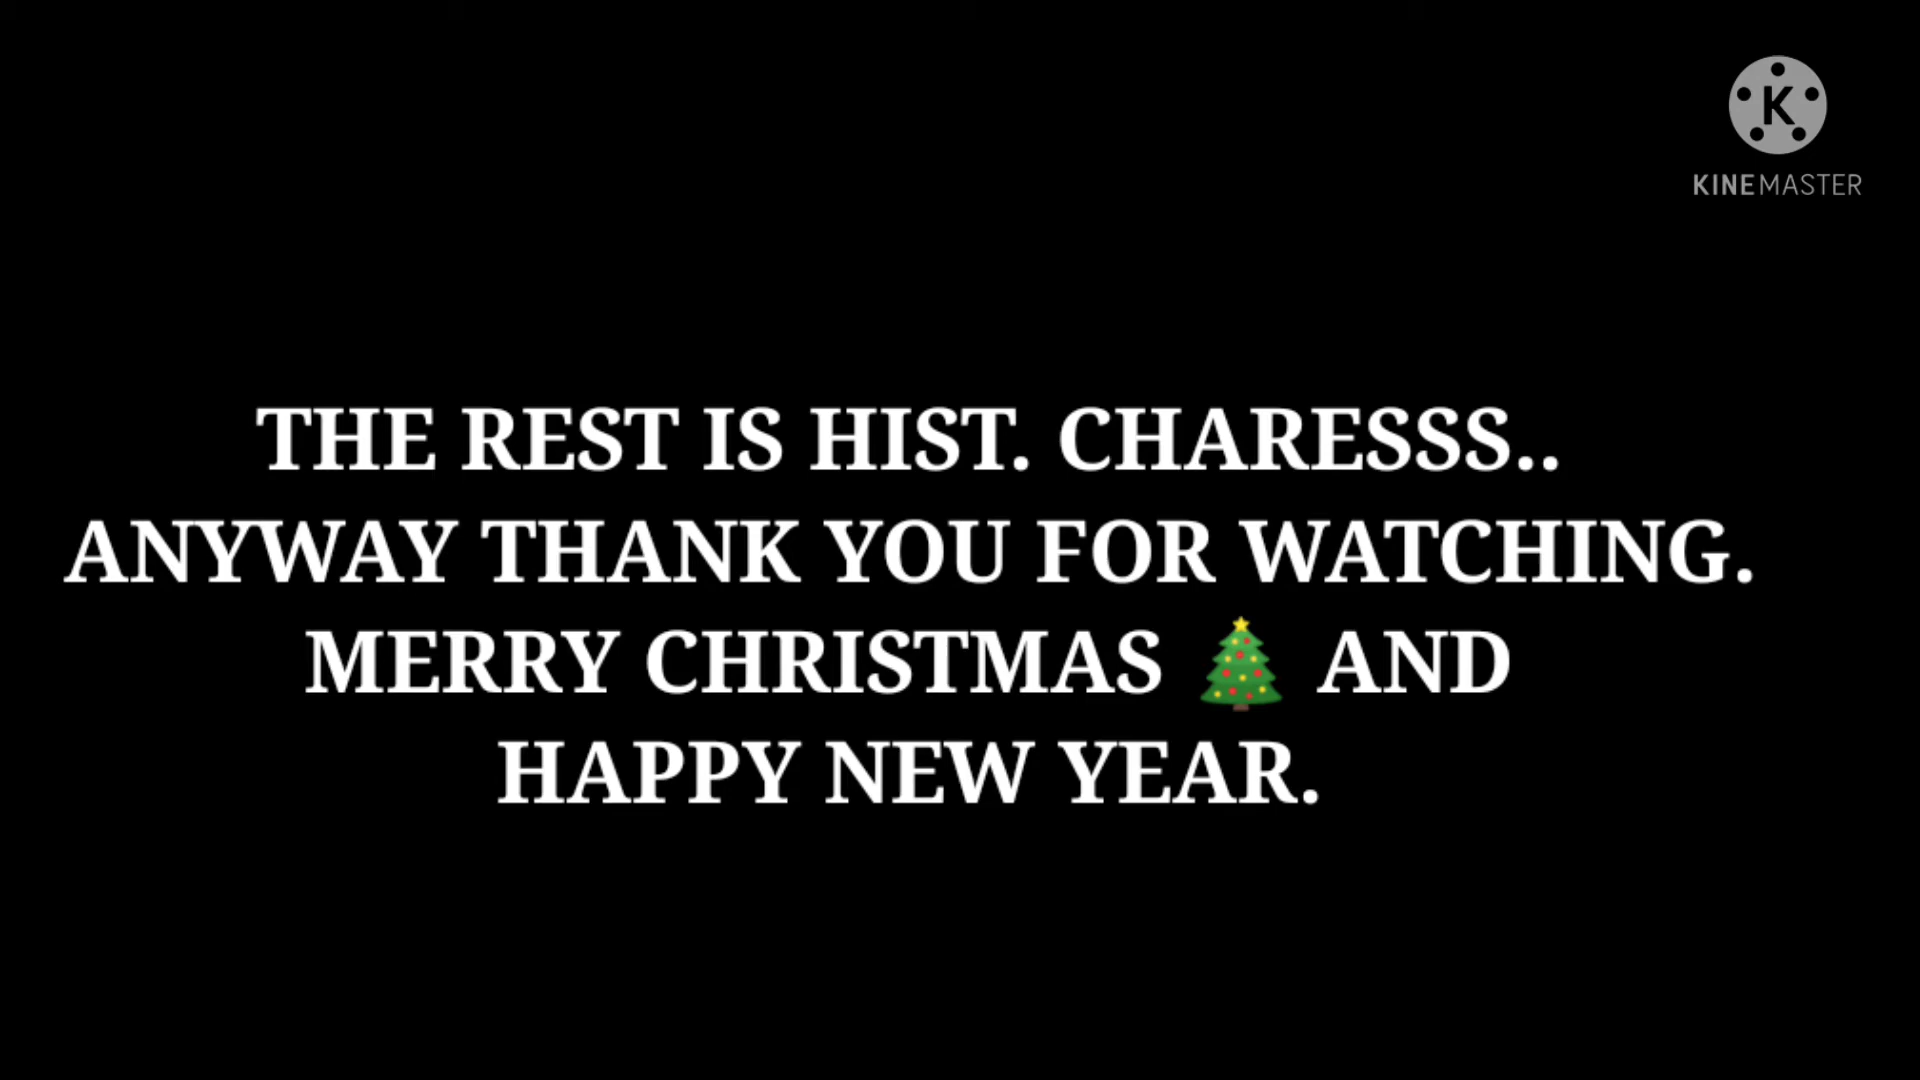 K
KINEMASTER
THE REST IS HIST. CHARESSS..
ANYWAY THANK YOU FOR WATCHING.
MERRY CHRISTMAS 🎄 AND
HAPPY NEW YEAR.